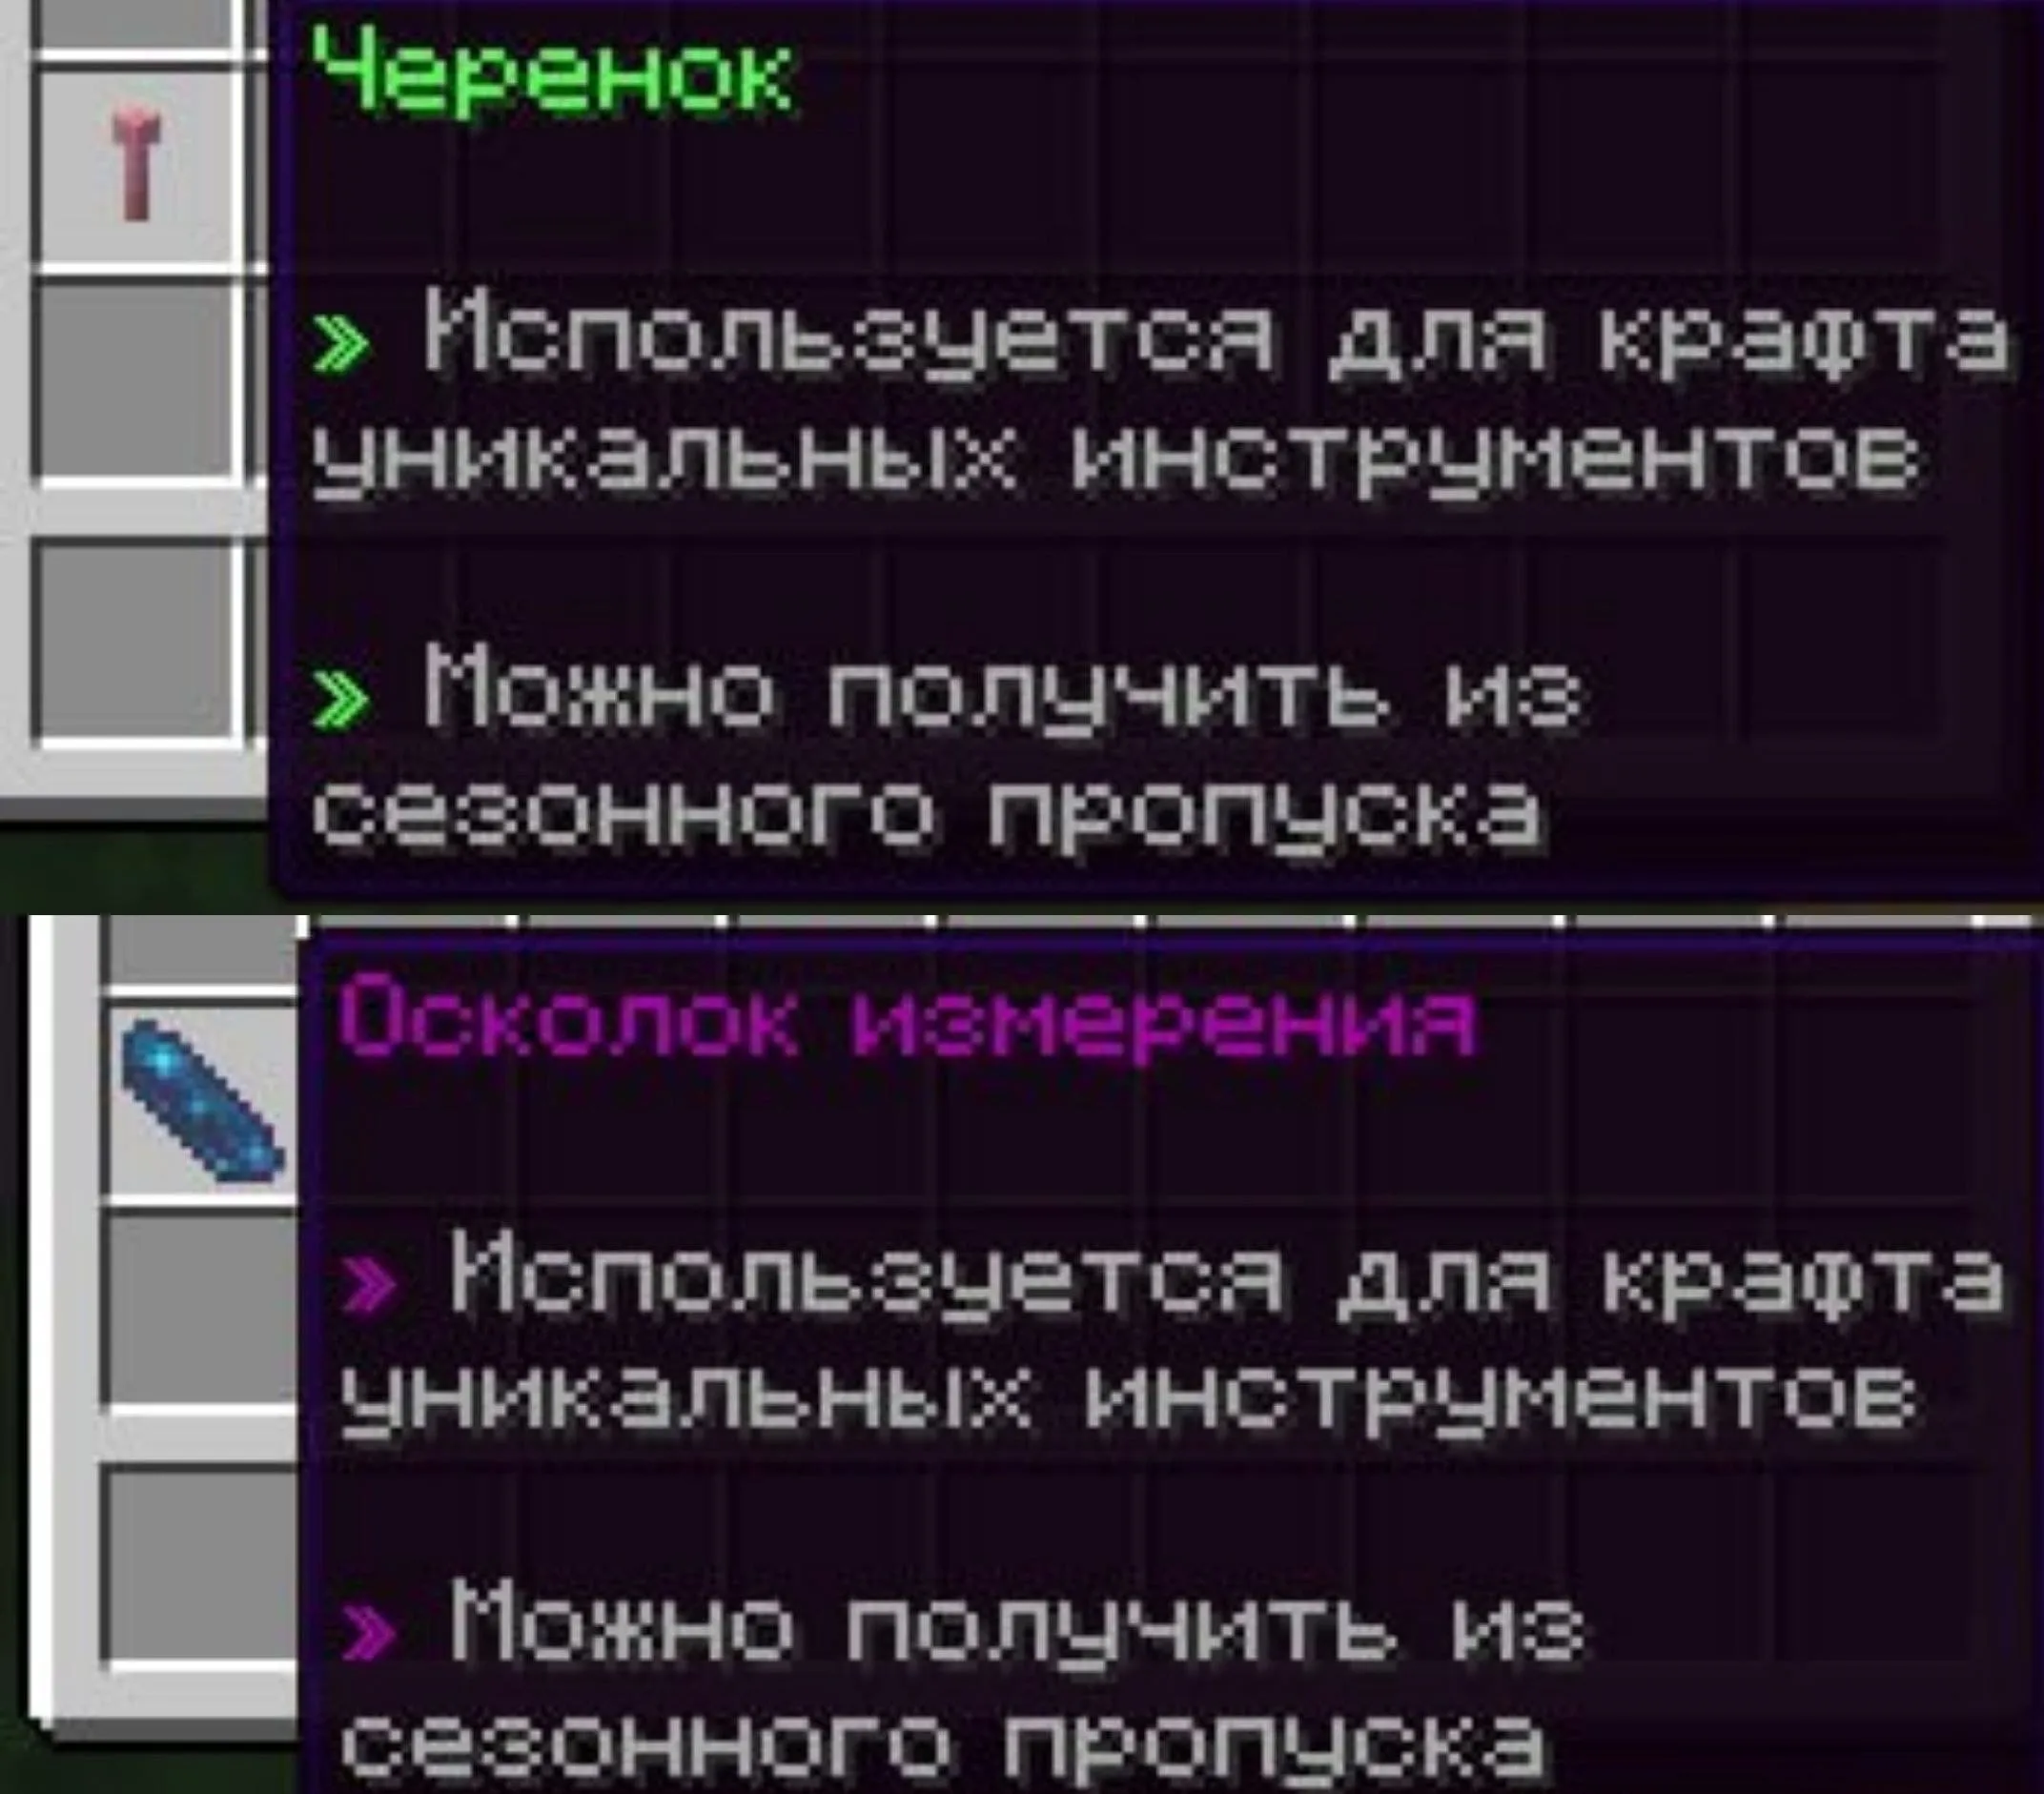 Черенок
» Используется для крафта
уникальных инструментов
» Можно получить из
сезонного пропуска
Осколок измерения
» Используется для крафта
уникальных инструментов
» Можно получить из
сезонного пропуска